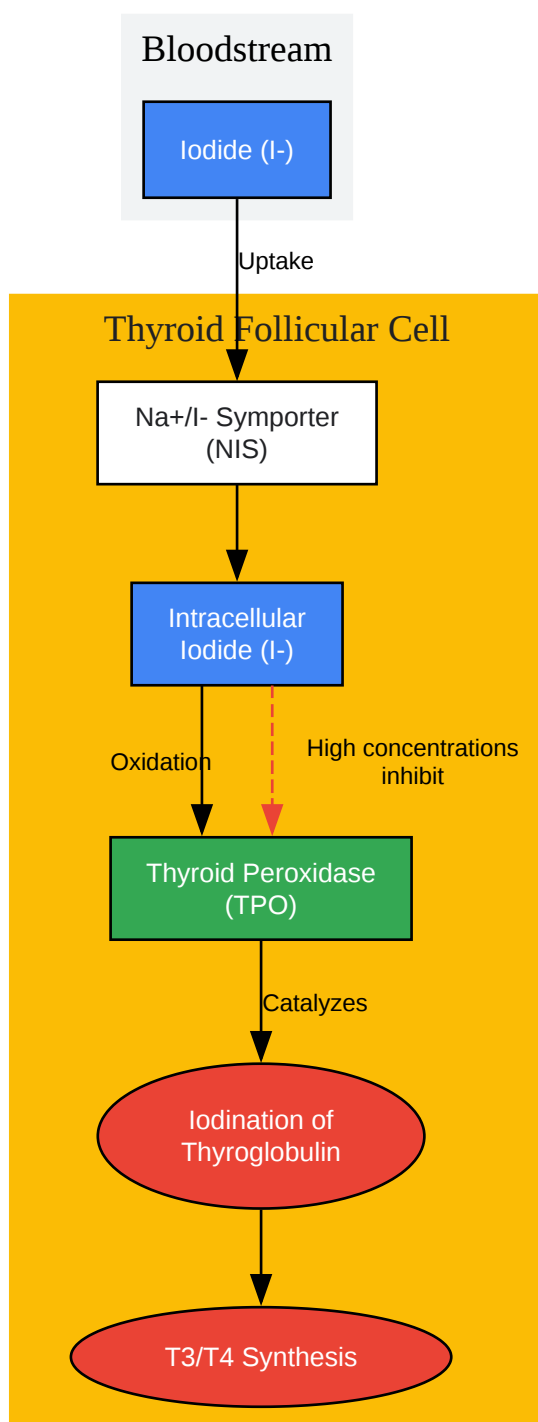 Bloodstream
Iodide (I-)
Uptake
Thyroid Follicular Cell
Na+/I- Symporter
(NIS)
Intracellular
Iodide (I-)
Oxidation
High concentrations
inhibit
Thyroid Peroxidase
(TPO)
Catalyzes
Iodination of
Thyroglobulin
T3/T4 Synthesis